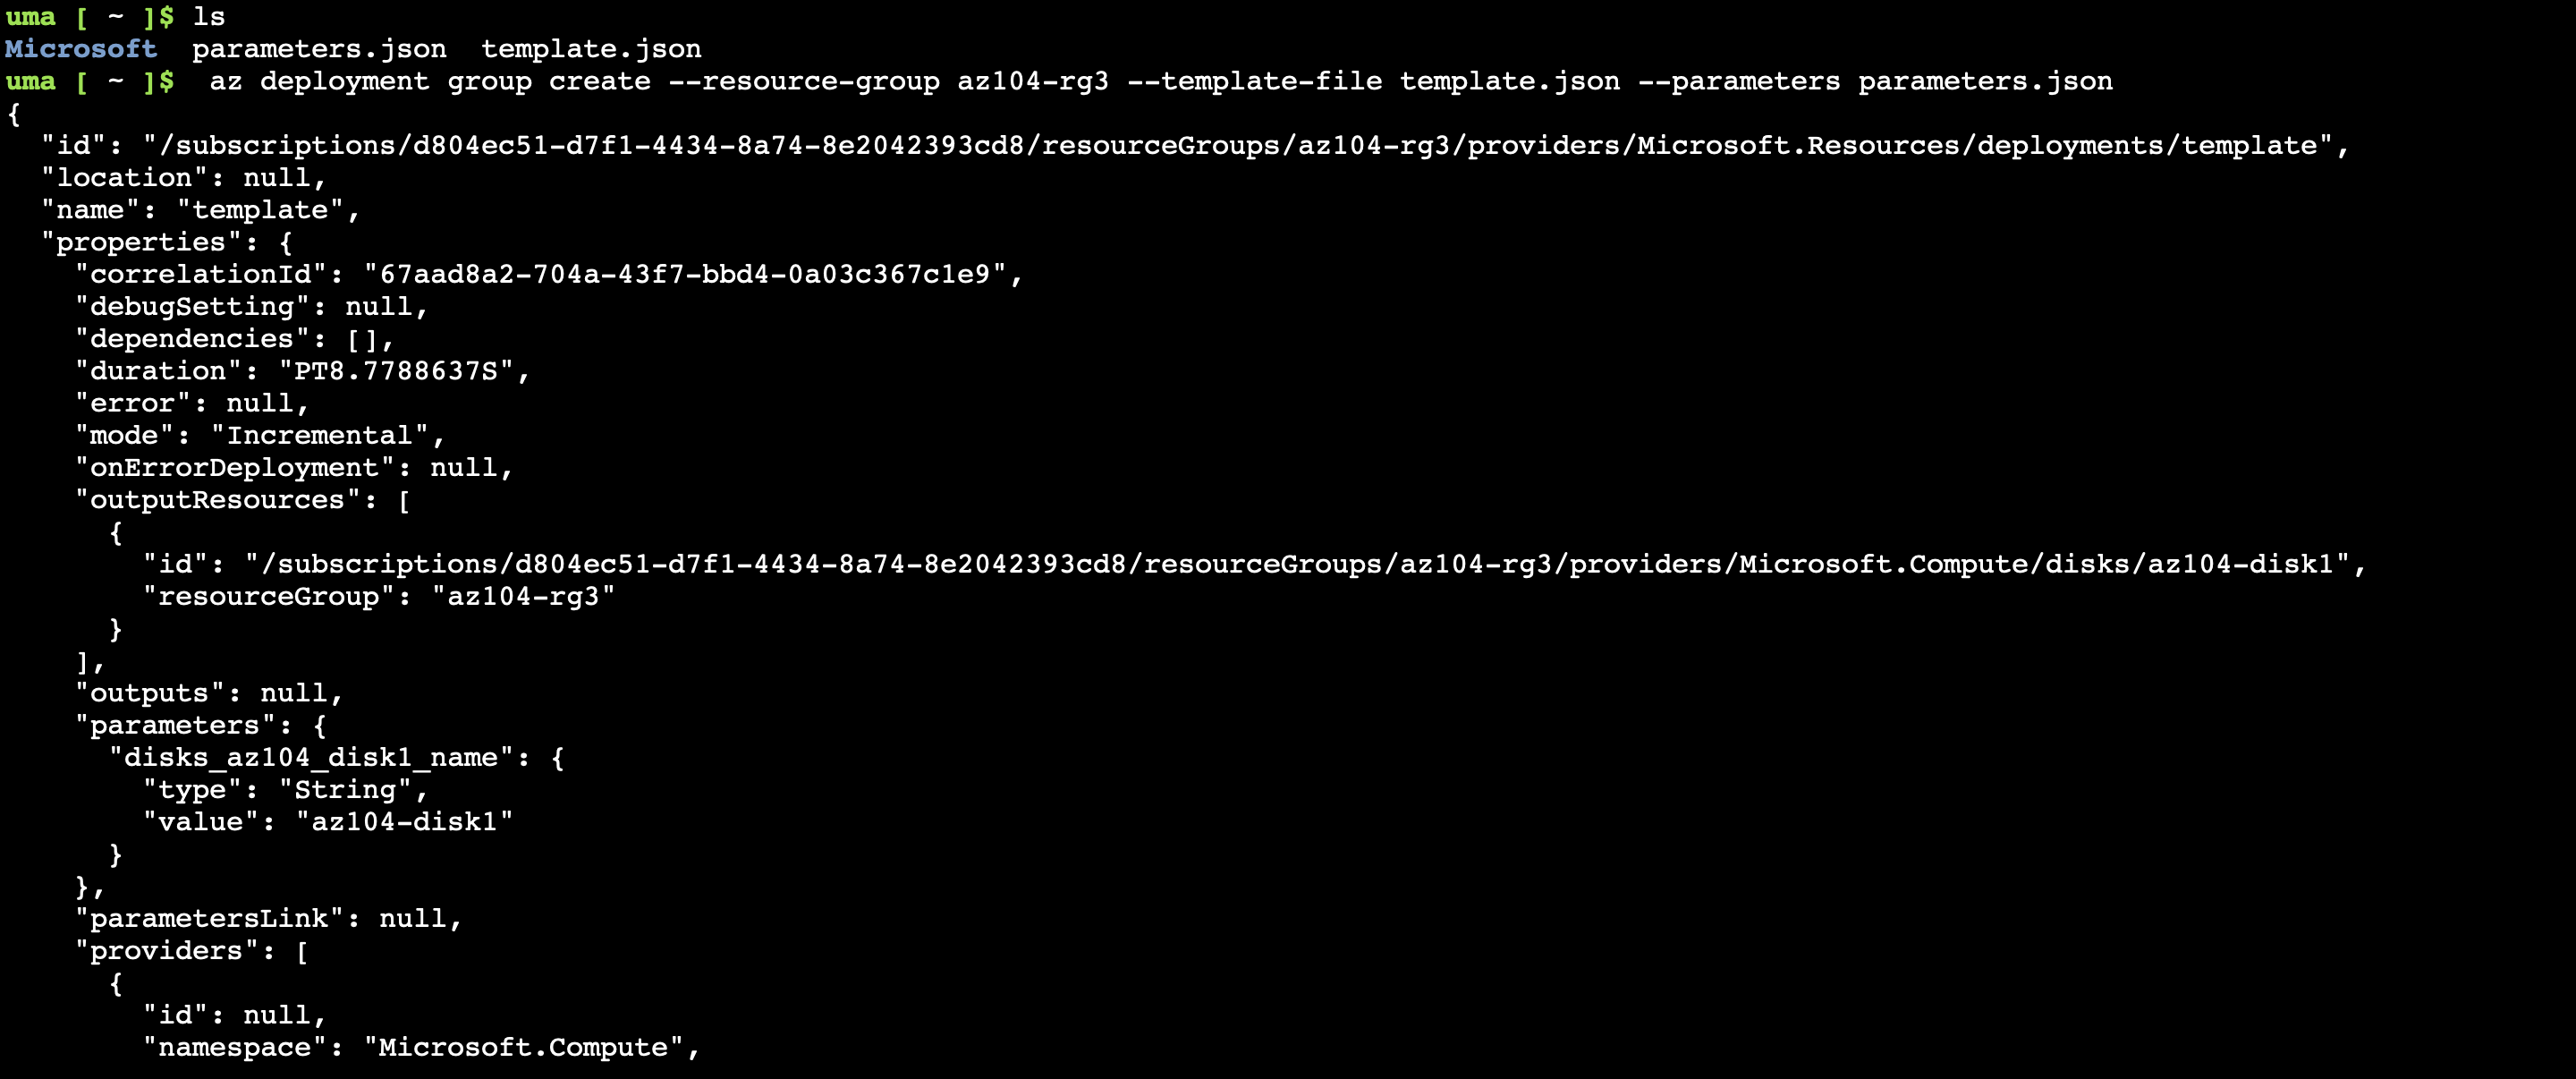 uma [ ~ ]$ ls
Microsoft  parameters.json  template.json
uma [ ~ ]$  az deployment group create --resource-group az104-rg3 --template-file template.json --parameters parameters.json
{
  "id": "/subscriptions/d804ec51-d7f1-4434-8a74-8e2042393cd8/resourceGroups/az104-rg3/providers/Microsoft.Resources/deployments/template",
  "location": null,
  "name": "template",
  "properties": {
    "correlationId": "67aad8a2-704a-43f7-bbd4-0a03c367c1e9",
    "debugSetting": null,
    "dependencies": [],
    "duration": "PT8.7788637S",
    "error": null,
    "mode": "Incremental",
    "onErrorDeployment": null,
    "outputResources": [
      {
        "id": "/subscriptions/d804ec51-d7f1-4434-8a74-8e2042393cd8/resourceGroups/az104-rg3/providers/Microsoft.Compute/disks/az104-disk1",
        "resourceGroup": "az104-rg3"
      }
    ],
    "outputs": null,
    "parameters": {
      "disks_az104_disk1_name": {
        "type": "String",
        "value": "az104-disk1"
      }
    },
    "parametersLink": null,
    "providers": [
      {
        "id": null,
        "namespace": "Microsoft.Compute",